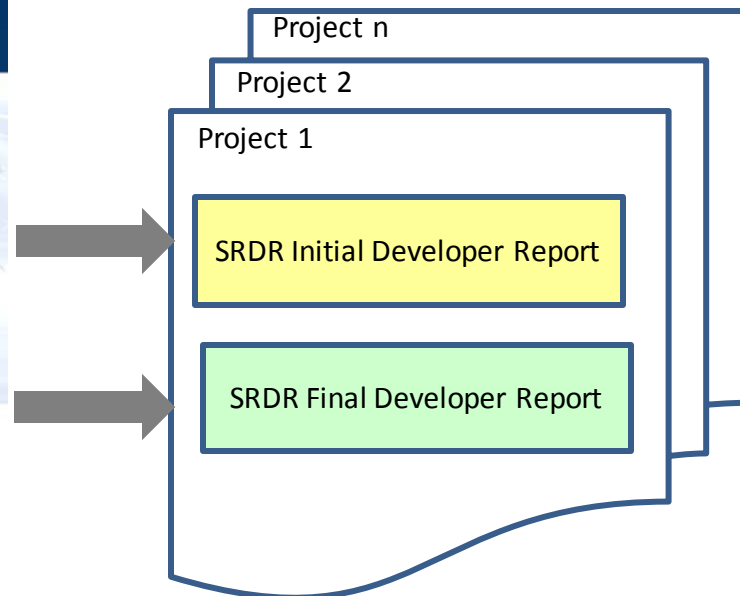 Project n
Project 2
Project 1
SRDR Initial Developer Report
SRDR Final Developer Report